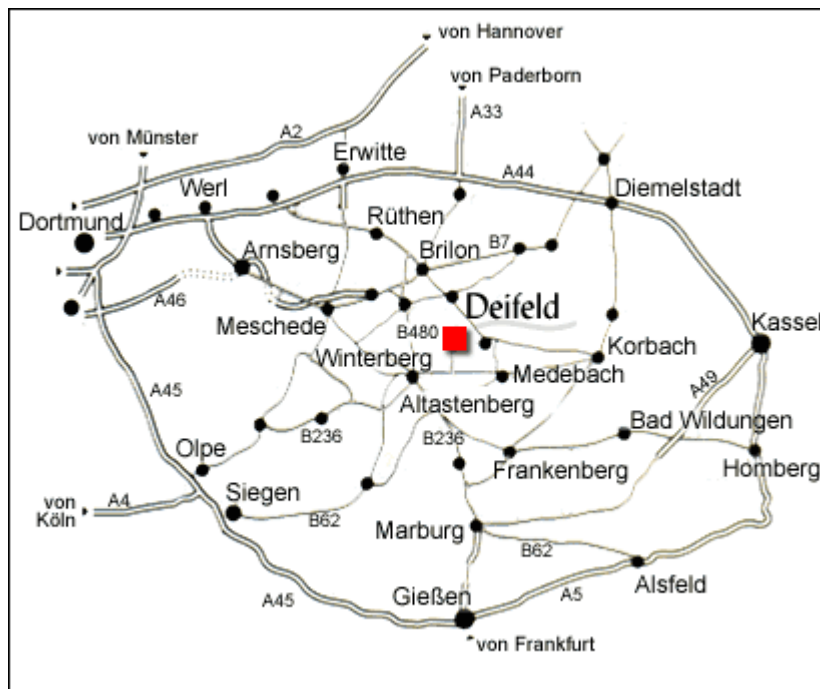 von Hannover
von Paderborn
A33
von Münster
A2
Erwitte
A44
Werl
Diemelstadt
Dortmund
Rüthen
Arnsberg
Brilon
B7
A46
Deifeld
Meschede
B480
Kassel
Winterberg
Korbach
Medebach
A45
A49
Altastenberg
B236
B236
Bad Wildungen
Olpe
Frankenberg
Homberg
von
Köln
A4
Siegen
B62
Marburg
B62
A45
Gießen
A5
Alsfeld
von Frankfurt